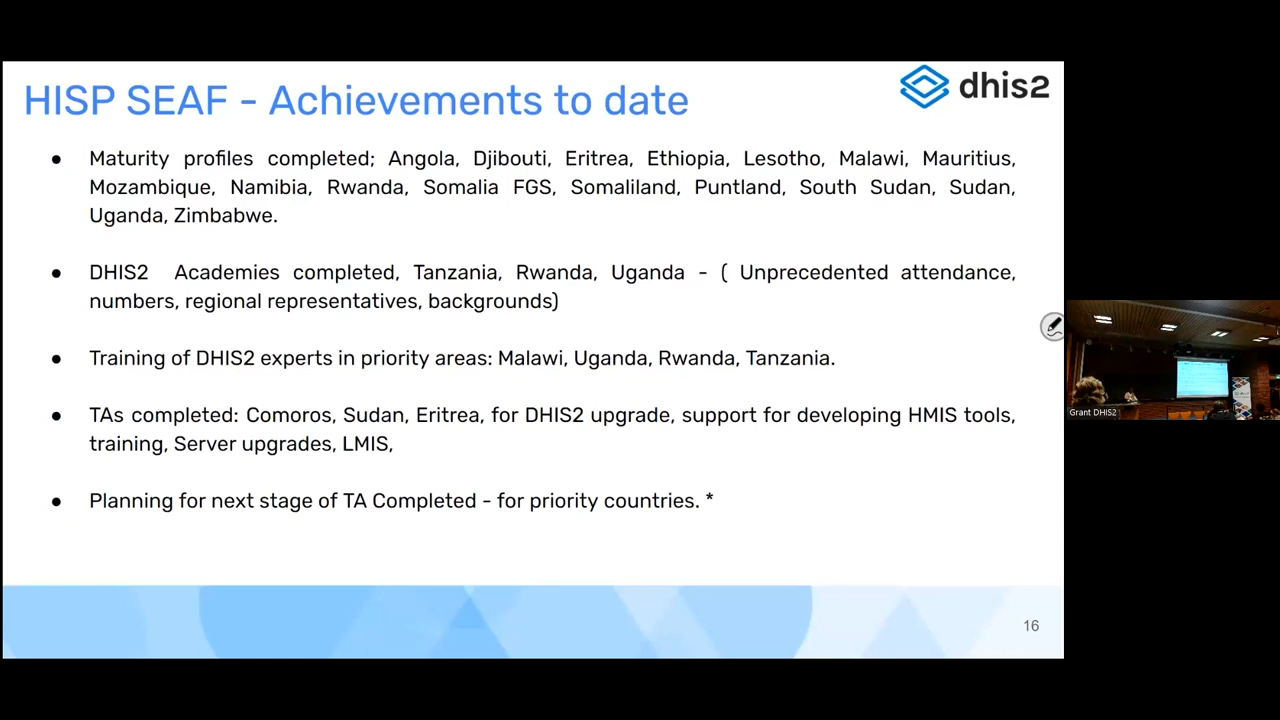 HISP SEAF - Achievements to date
dhis2
● Maturity profiles completed; Angola, Djibouti, Eritrea, Ethiopia, Lesotho, Malawi, Mauritius,
Mozambique, Namibia, Rwanda, Somalia FGS, Somaliland, Puntland, South Sudan, Sudan,
Uganda, Zimbabwe.
● DHIS2 Academies completed, Tanzania, Rwanda, Uganda - ( Unprecedented attendance,
numbers, regional representatives, backgrounds)
● Training of DHIS2 experts in priority areas: Malawi, Uganda, Rwanda, Tanzania.
● TAs completed: Comoros, Sudan, Eritrea, for DHIS2 upgrade, support for developing HMIS tools,
training, Server upgrades, LMIS,
● Planning for next stage of TA Completed - for priority countries. *
16
Grant DHIS2